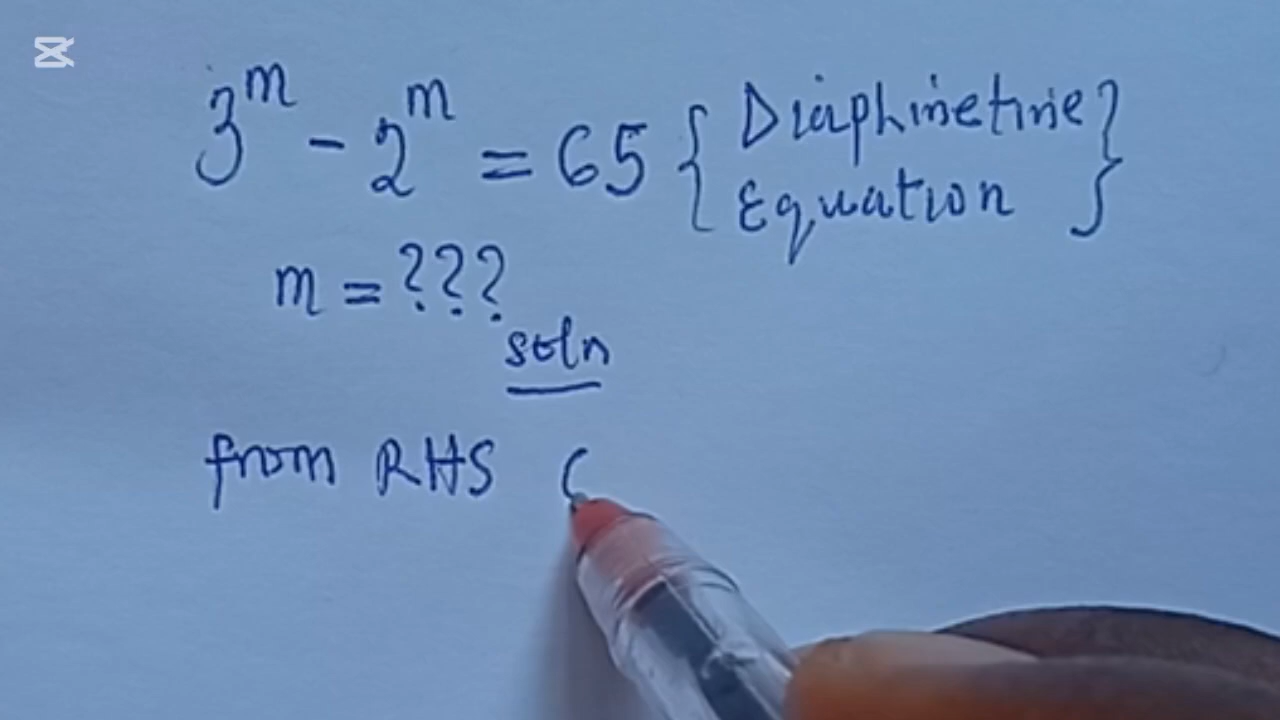 3^m - 2^m = 65 { Diaphinetine Equation }
m = ???
soln
from RHS 6